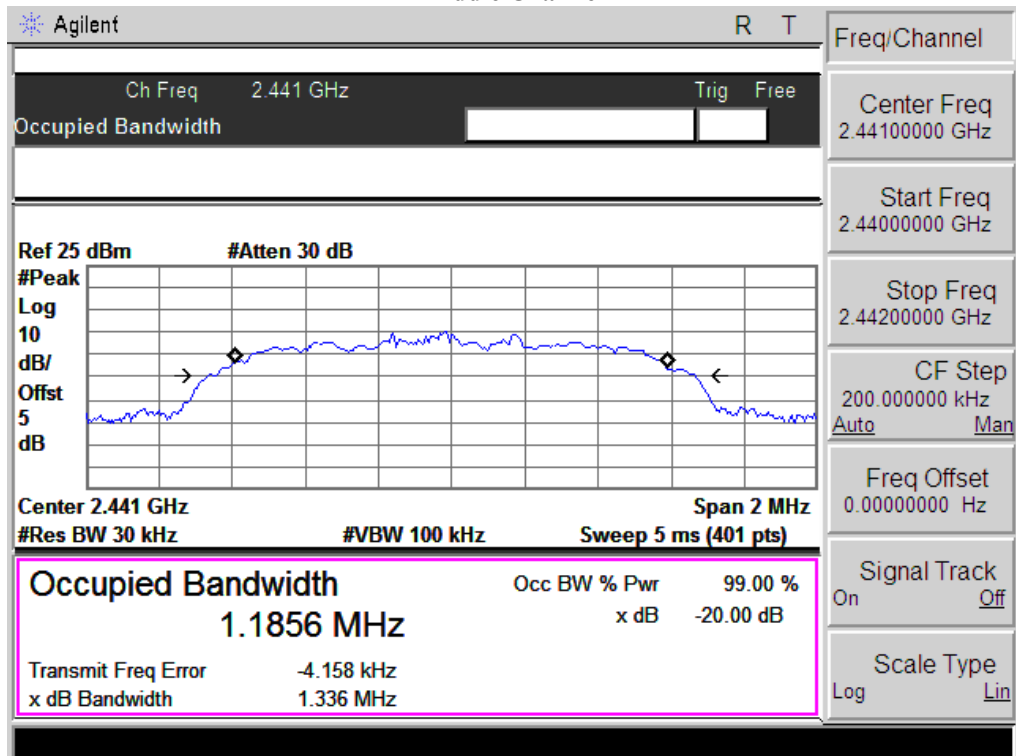 Agilent R T
Ch Freq 2.441 GHz Trig Free
Occupied Bandwidth
Ref 25 dBm #Atten 30 dB
#Peak
Log
10
dB/
Offst
5
dB
Center 2.441 GHz Span 2 MHz
#Res BW 30 kHz #VBW 100 kHz Sweep 5 ms (401 pts)
Occupied Bandwidth Occ BW % Pwr 99.00 %
1.1856 MHz x dB -20.00 dB
Transmit Freq Error -4.158 kHz
x dB Bandwidth 1.336 MHz
Freq/Channel
Center Freq
2.44100000 GHz
Start Freq
2.44000000 GHz
Stop Freq
2.44200000 GHz
CF Step
200.000000 kHz
Auto Man
Freq Offset
0.00000000 Hz
Signal Track
On Off
Scale Type
Log Lin